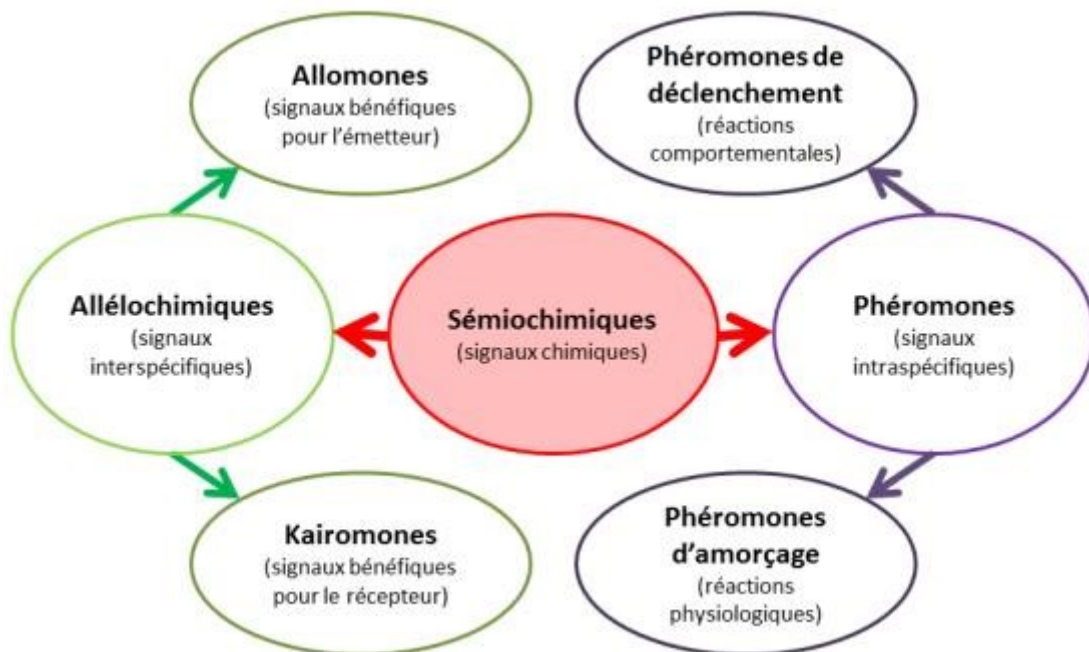 Allomones
(signaux bénéfiques
pour l'émetteur)
Phéromones de
déclenchement
(réactions
comportementales)
Allélochimiques
(signaux
interspécifiques)
Sémiochimiques
(signaux chimiques)
Phéromones
(signaux
intraspécifiques)
Kairomones
(signaux bénéfiques
pour le récepteur)
Phéromones
d'amorçage
(réactions
physiologiques)